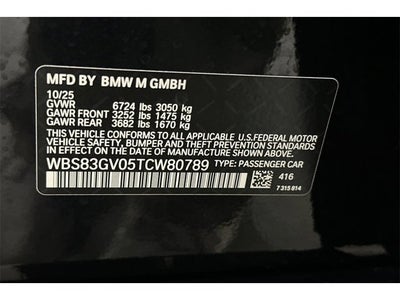 MFD BY BMW M GMBH
10/25
GVWR 6724 lbs 3050 kg
GAWR FRONT 3252 lbs 1475 kg
GAWR REAR 3682 lbs 1670 kg
THIS VEHICLE CONFORMS TO ALL APPLICABLE U.S.FEDERAL MOTOR
VEHICLE SAFETY, BUMPER, AND THEFT PREVENTION STANDARDS
IN EFFECT ON THE DATE OF MANUFACTURE SHOWN ABOVE.
WBS83GV05TCW80789 TYPE: PASSENGER CAR
416
7 315 814